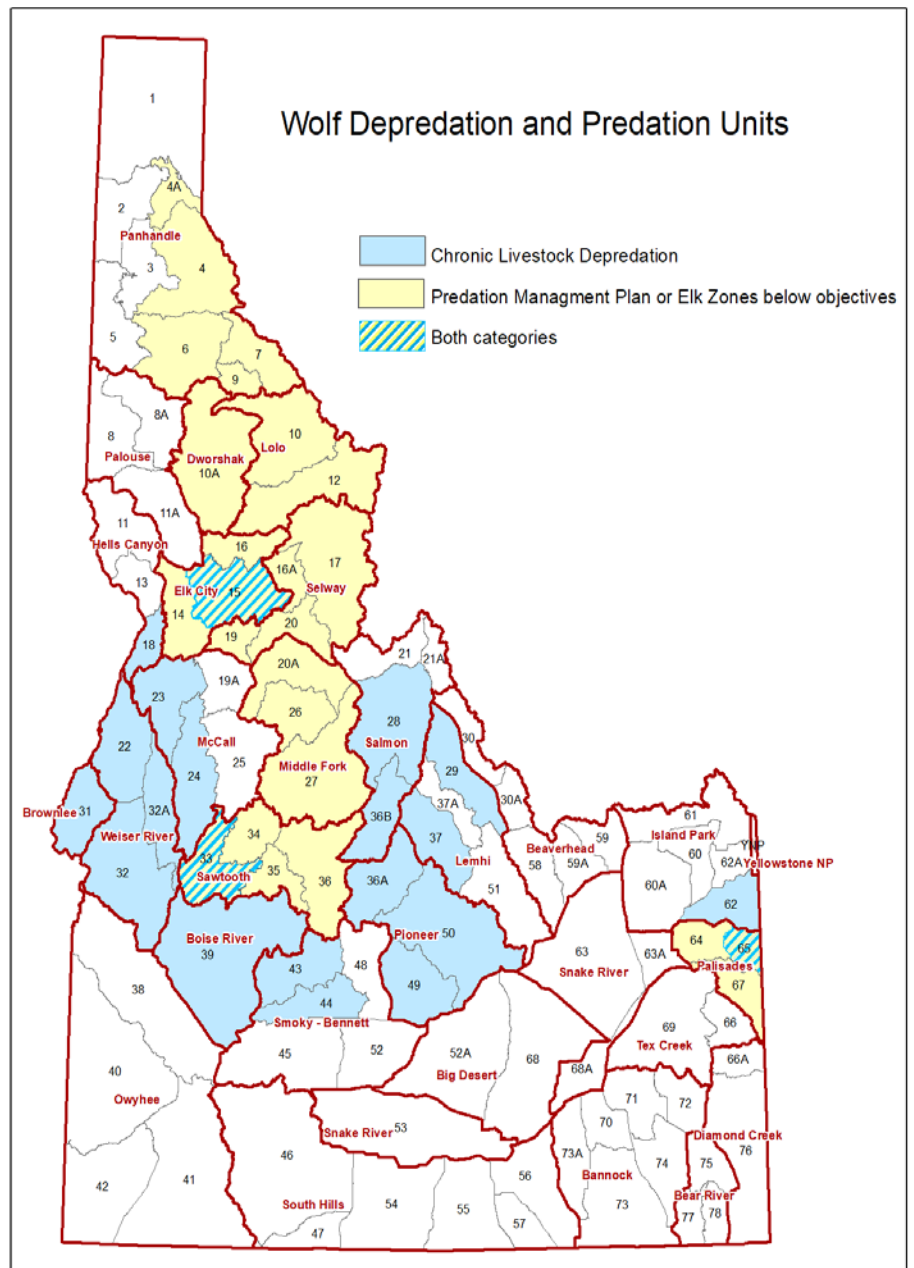 Wolf Depredation and Predation Units
Chronic Livestock Depredation
Predation Managment Plan or Elk Zones below objectives
Both categories
1
4A
2
Panhandle
3
4
5
6
7
9
8A
8
Palouse
Dworshak
10A
Lolo
10
12
11
11A
Hells Canyon
13
16
16A
17
Elk City
15
Selway
14
19
20
18
20A
21
21A
19A
23
26
28
22
McCall
25
24
Middle Fork
27
Salmon
30
29
30A
37A
Brownlee
31
32A
Weiser River
32
36B
37
34
33
35
36
Sawtooth
36A
Lemhi
51
Beaverhead
58
59
59A
61
Island Park
60
YNP
62A
Yellowstone NP
60A
62
Boise River
39
Pioneer
50
43
48
44
49
63
Snake River
63A
64
65
Palisades
67
38
Smoky - Bennett
45
52
52A
Big Desert
68
69
Tex Creek
66
66A
68A
40
Owyhee
42
41
Snake River
53
46
South Hills
47
54
55
56
57
71
72
70
73A
Bannock
73
74
Diamond Creek
76
75
Bear River
77
78